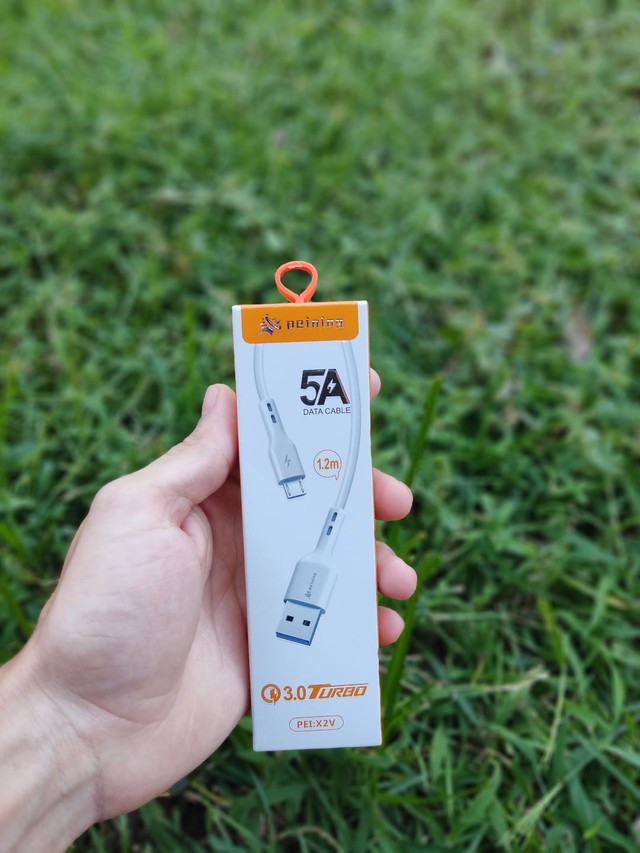 peining
5A
DATA CABLE
1.2m
3.0 TURBO
PEI:X2V